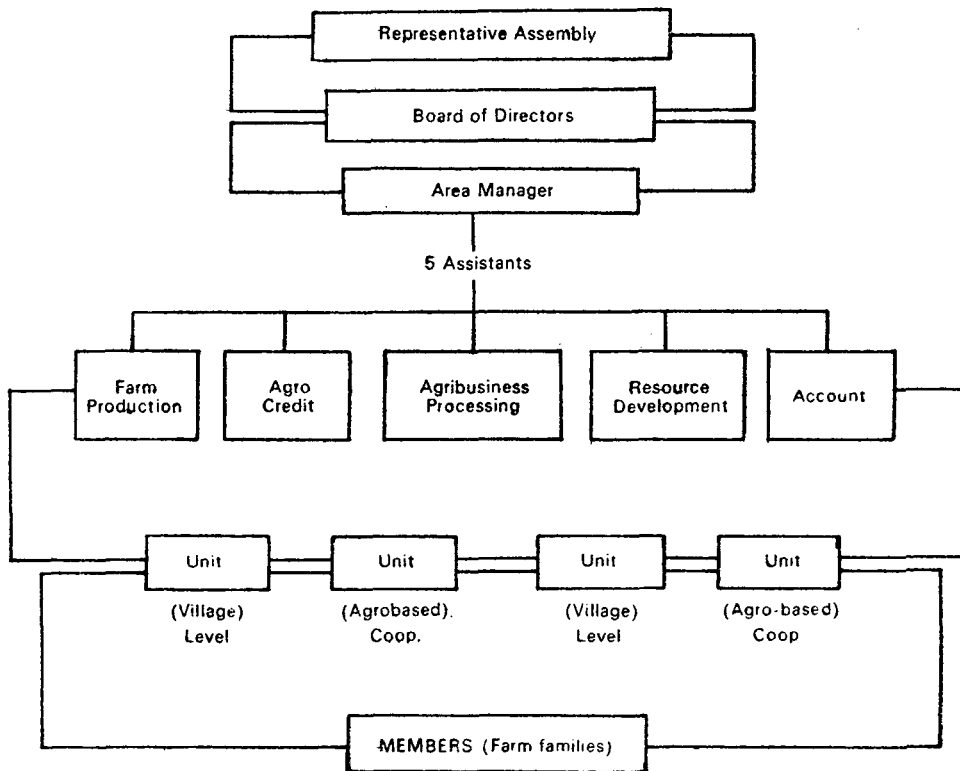 Representative Assembly
Board of Directors
Area Manager
5 Assistants
Farm
Production
Agro
Credit
Agribusiness
Processing
Resource
Development
Account
Unit
Unit
Unit
Unit
(Village)
Level
(Agrobased).
Coop.
(Village)
Level
(Agro-based)
Coop
MEMBERS (Farm families)